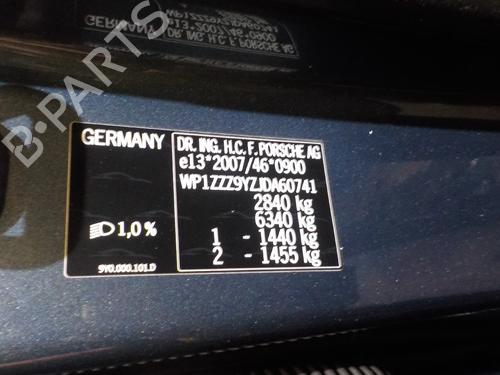 GERMANY
DR. ING. H.C. F. PORSCHE AG
e13*2007/46*0900
WP1ZZZ9YZJDA60741
2840 kg
6340 kg
1 - 1440 kg
2 - 1455 kg
1,0 %
9Y0.000.101.D
B-PARTS